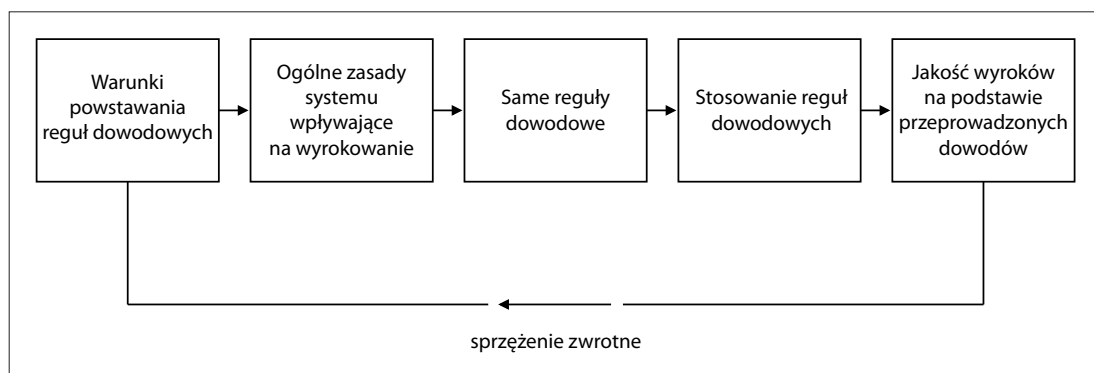 Warunki
powstawania
reguł dowodowych
Ogólne zasady
systemu
wpływające
na wyrokowanie
Same reguły
dowodowe
Stosowanie reguł
dowodowych
Jakość wyroków
na podstawie
przeprowadzonych
dowodów
sprzężenie zwrotne